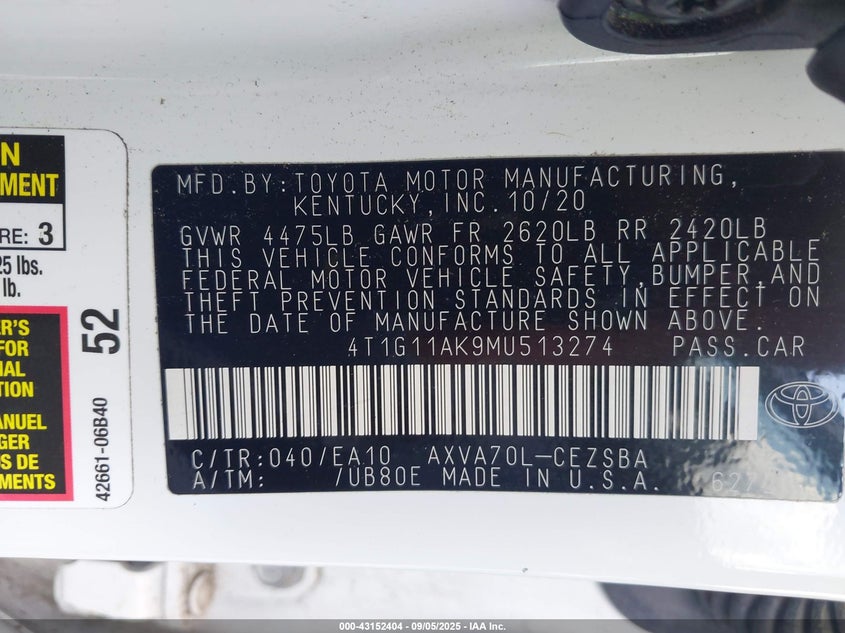 N
MENT
RE: 3
25 lbs.
lb.
ER'S
FOR
NAL
TION
ANUEL
GER
S DE
MENTS
52
42661-06B40
MFD.BY:TOYOTA MOTOR MANUFACTURING,
KENTUCKY,INC.10/20
GVWR 4475LB GAWR FR 2620LB RR 2420LB
THIS VEHICLE CONFORMS TO ALL APPLICABLE
FEDERAL MOTOR VEHICLE SAFETY,BUMPER,AND
THEFT PREVENTION STANDARDS IN EFFECT ON
THE DATE OF MANUFACTURE SHOWN ABOVE.
4T1G11AK9MU513274 PASS.CAR
C/TR:040/EA10 AXVA70L-CEZSBA
A/TM: /UB80E MADE IN U.S.A.
000-43152404 - 09/05/2025 - IAA Inc.